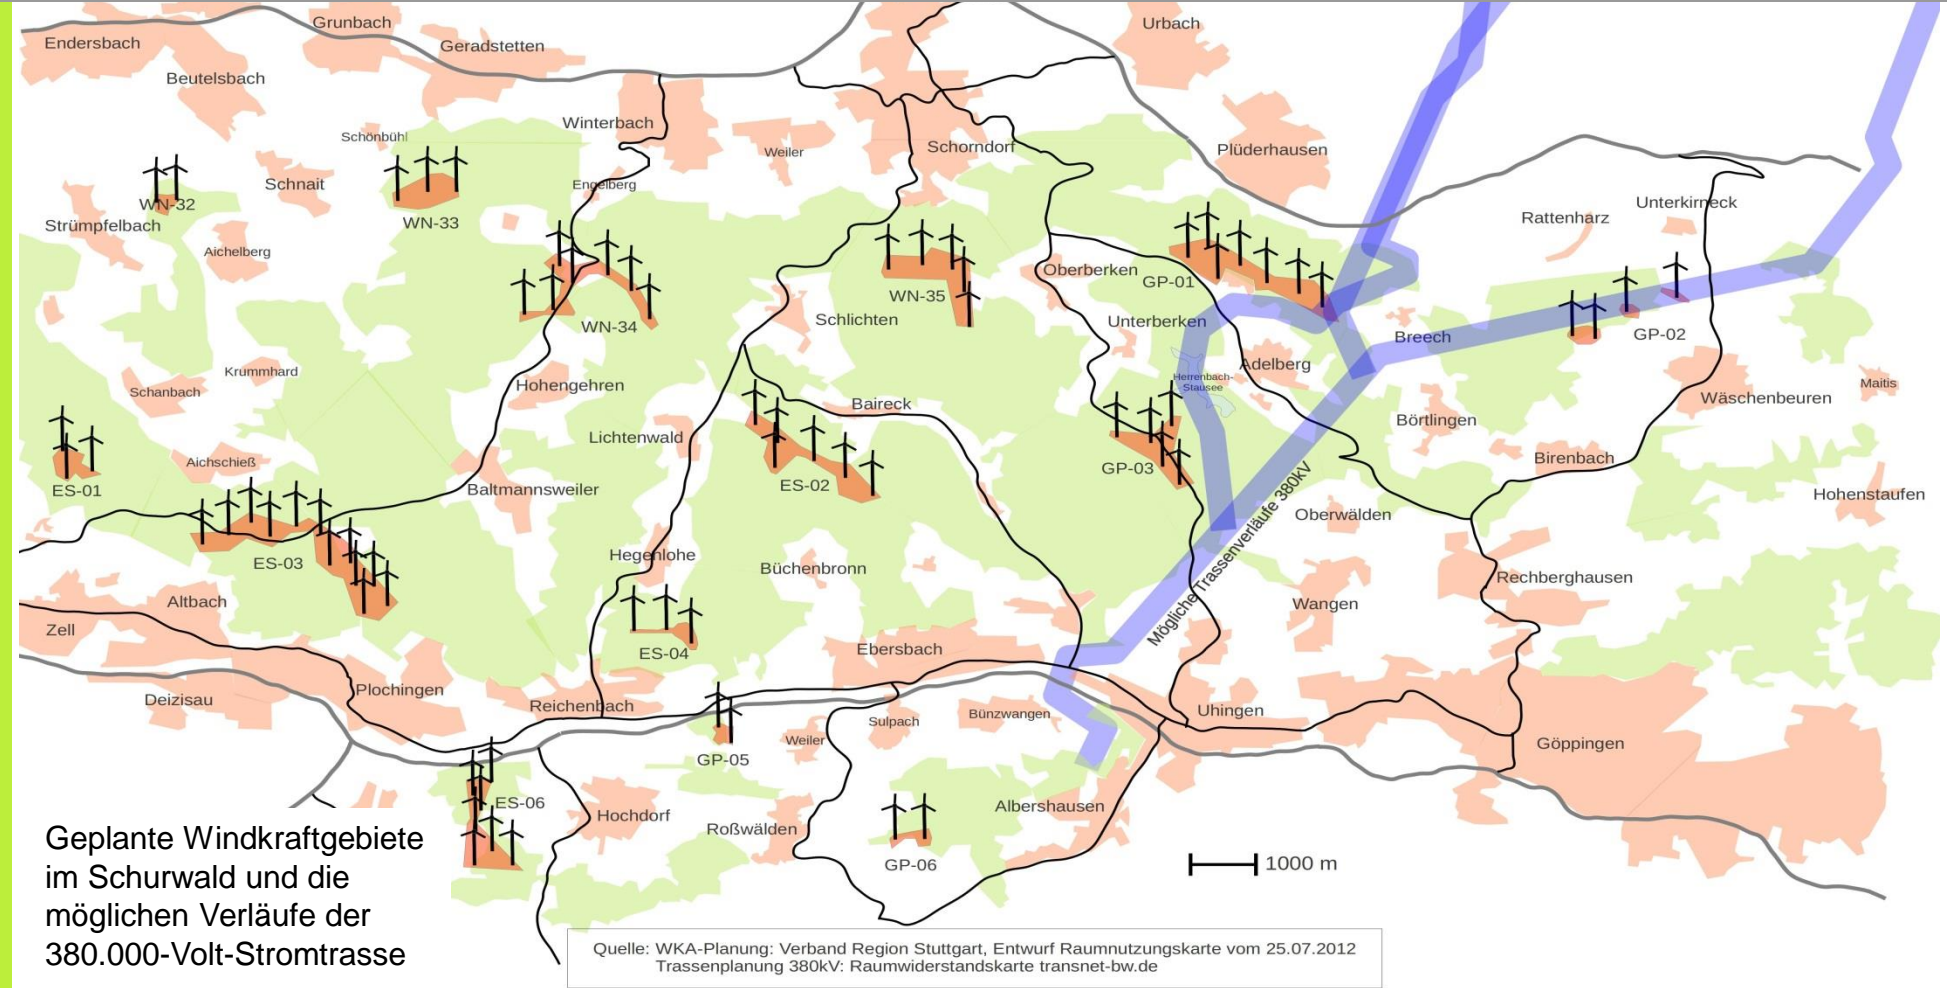 Endersbach
Grunbach
Geradstetten
Urbach
Beutelsbach
Schönbühl
Winterbach
Weiler
Schorndorf
Plüderhausen
Schnait
Engelberg
WN-32
WN-33
Strümpfelbach
Aichelberg
Rattenharz
Unterkirneck
Oberberken
GP-01
WN-35
WN-34
Schlichten
Unterberken
Breech
GP-02
Krummhard
Schanbach
Hohengehren
Adelberg
Herrenbach-
Stausee
Maitis
Wäschenbeuren
Baireck
Börtlingen
Lichtenwald
Aichschieß
GP-03
Birenbach
ES-01
Baltmannsweiler
ES-02
Hohenstaufen
Oberwälden
Mögliche Trassenverläufe 380kV
ES-03
Hegenlohe
Büchenbronn
Rechberghausen
Altbach
Wangen
Zell
ES-04
Ebersbach
Deizisau
Plochingen
Reichenbach
Sulpach
Bünzwangen
Uhingen
Weiler
Göppingen
GP-05
ES-06
Hochdorf
Roßwälden
Albershausen
GP-06
1000 m
Geplante Windkraftgebiete
im Schurwald und die
möglichen Verläufe der
380.000-Volt-Stromtrasse
Quelle: WKA-Planung: Verband Region Stuttgart, Entwurf Raumnutzungskarte vom 25.07.2012
Trassenplanung 380kV: Raumwiderstandskarte transnet-bw.de